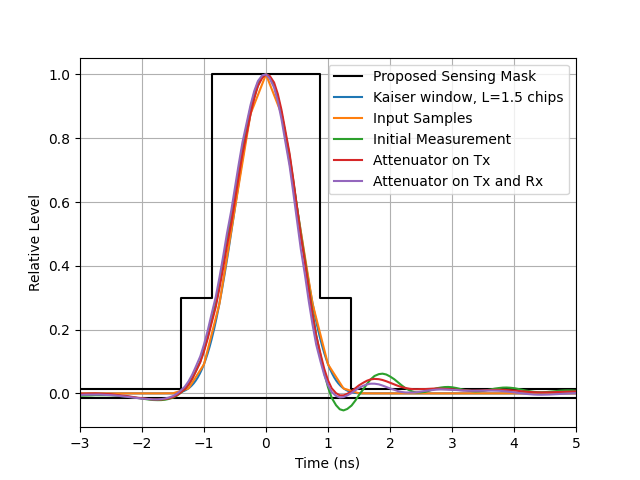 1.0
0.8
0.6
0.4
0.2
0.0
Relative Level
Proposed Sensing Mask
Kaiser window, L=1.5 chips
Input Samples
Initial Measurement
Attenuator on Tx
Attenuator on Tx and Rx
−3 −2 −1 0 1 2 3 4 5
Time (ns)